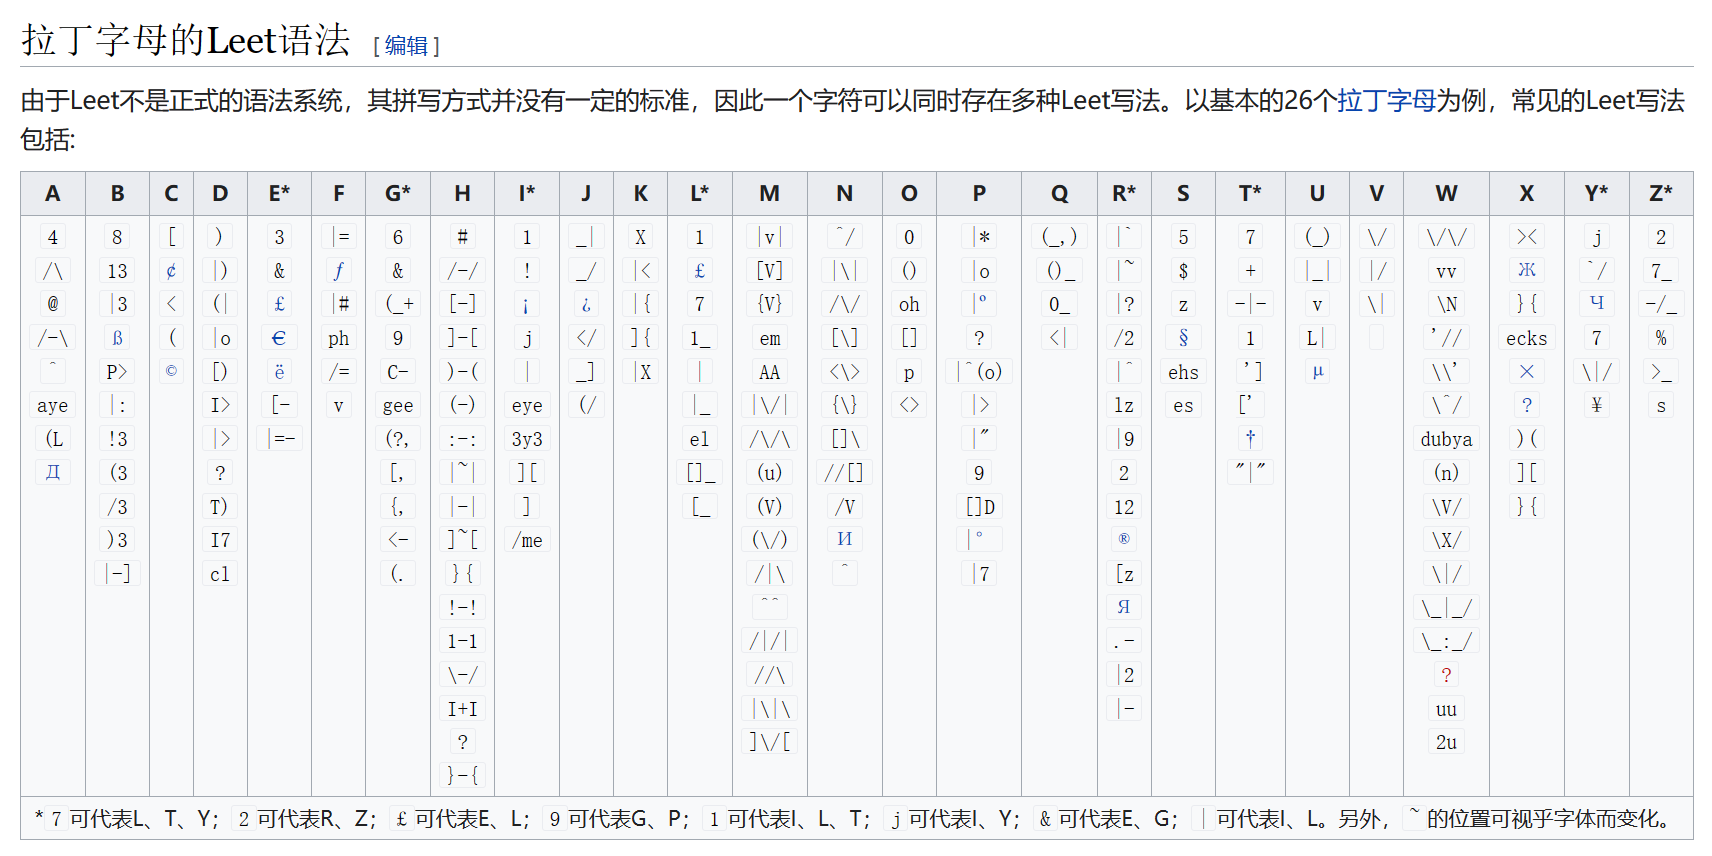 拉丁字母的Leet语法 [编辑]
由于Leet不是正式的语法系统，其拼写方式并没有一定的标准，因此一个字符可以同时存在多种Leet写法。以基本的26个拉丁字母为例，常见的Leet写法
包括:
A B C D E* F G* H I* J K L* M N O P Q R* S T* U V W X Y* Z*
4 8 [ ) 3 |= 6 # 1 _| X 1 |v| ^/ 0 |* (_,) |` 5 7 (_) \/ \/\/ >< j 2
/\ 13 ¢ |) & ƒ & /-/ ! _/ |< £ [V] |\| () |o ()_ |~ $ + |_| |/ vv Ж `/ 7_
@ |3 < (| £ |# (_+ [-] ¡ ¿ |{ 7 {V} /\/ oh |º 0_ |? z -|- v \| \N }{ Ч -/_
/-\ ß ( |o € ph 9 ]-[ j </ ]{ 1_ em [\] [] ? <| /2 § 1 L| '// ecks 7 %
^ P> © [) ë /= C- )-( | _] |X | AA <\> p |^(o) |^ ehs '] µ \\' × \|/ >_
aye |: I> [- v gee (-) eye (/ |_ |\/| {\} <> |> lz es [' \^/ ? ¥ s
(L !3 |> |=- (?, :-: 3y3 el /\/\ []\ |" |9 † dubya )(
Д (3 ? [, |~| ][ []_ (u) //[] 9 2 "|" (n) ][
/3 T) {, |-| ] [_ (V) /V []D 12 \V/ }{
)3 I7 <- ]~[ /me (\/) И |° ® \X/
|-] cl (. }{ /|\ ^ |7 [z \|/
!-! ^^ Я \_|_/
1-1 /|/| .- \_:_/
\-/ //\ |2 ?
I+I |\|\ |- uu
? ]\/[ 2u
}-{
* 7 可代表L、T、Y；2 可代表R、Z；£ 可代表E、L；9 可代表G、P；1 可代表I、L、T；j 可代表I、Y；& 可代表E、G；| 可代表I、L。另外，~ 的位置可视乎字体而变化。